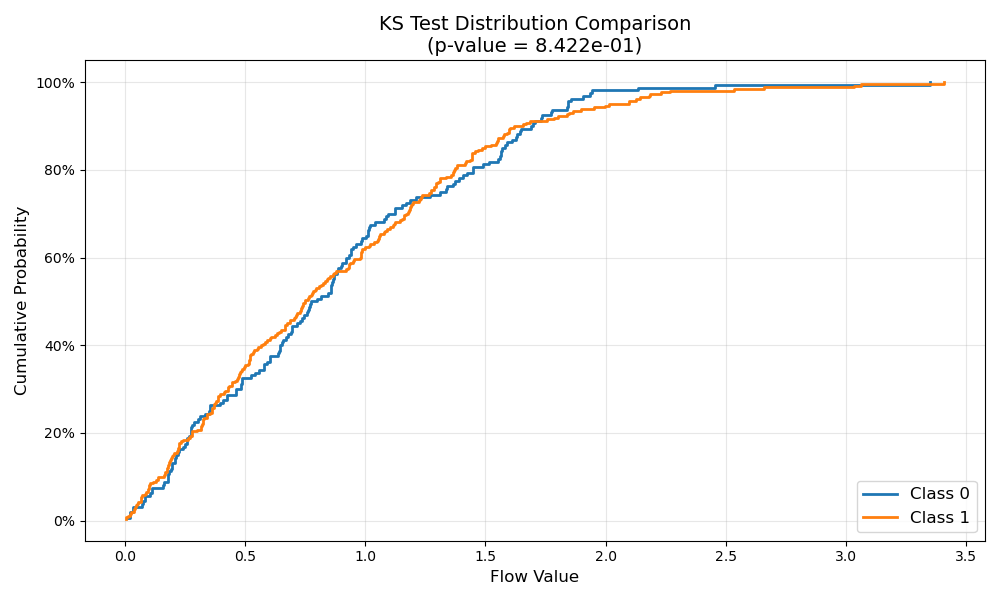 KS Test Distribution Comparison
(p-value = 8.422e-01)
Cumulative Probability
100%
80%
60%
40%
20%
0%
Class 0
Class 1
0.0 0.5 1.0 1.5 2.0 2.5 3.0 3.5
Flow Value